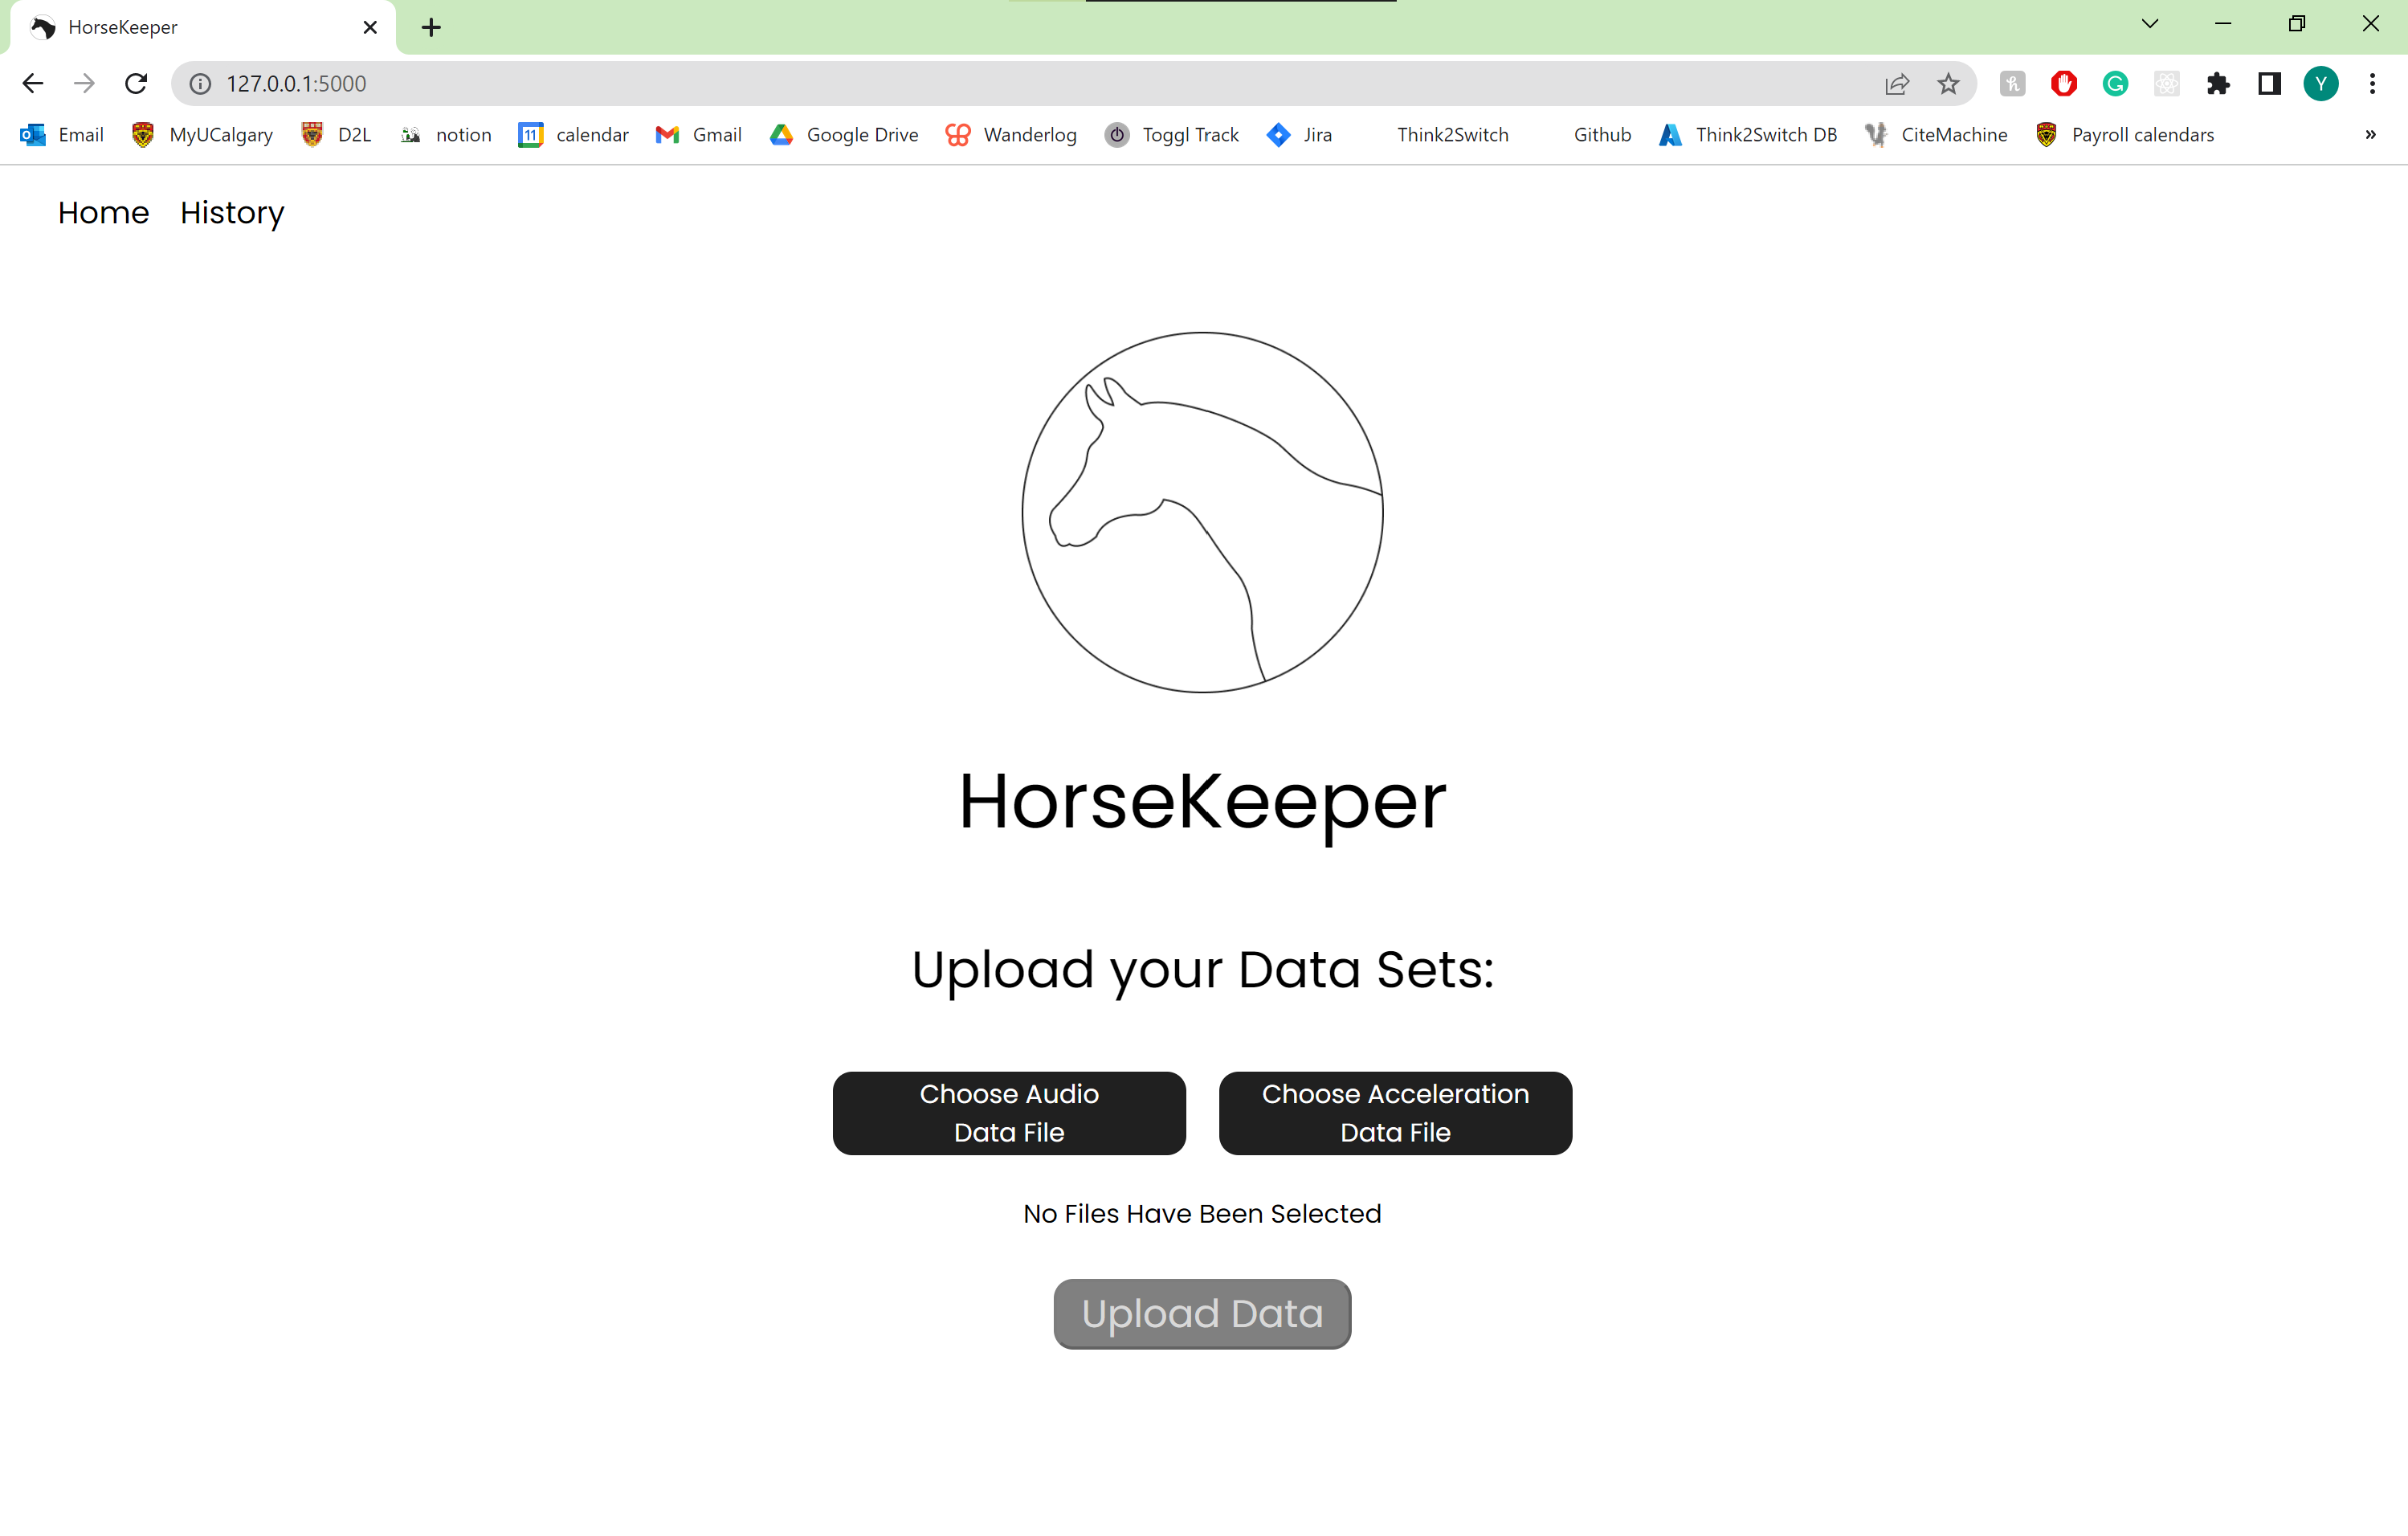 HorseKeeper
127.0.0.1:5000
Y
Email MyUCalgary D2L notion 11 calendar Gmail Google Drive Wanderlog Toggl Track Jira Think2Switch Github Think2Switch DB CiteMachine Payroll calendars »
Home History
HorseKeeper
Upload your Data Sets:
Choose Audio
Data File
Choose Acceleration
Data File
No Files Have Been Selected
Upload Data